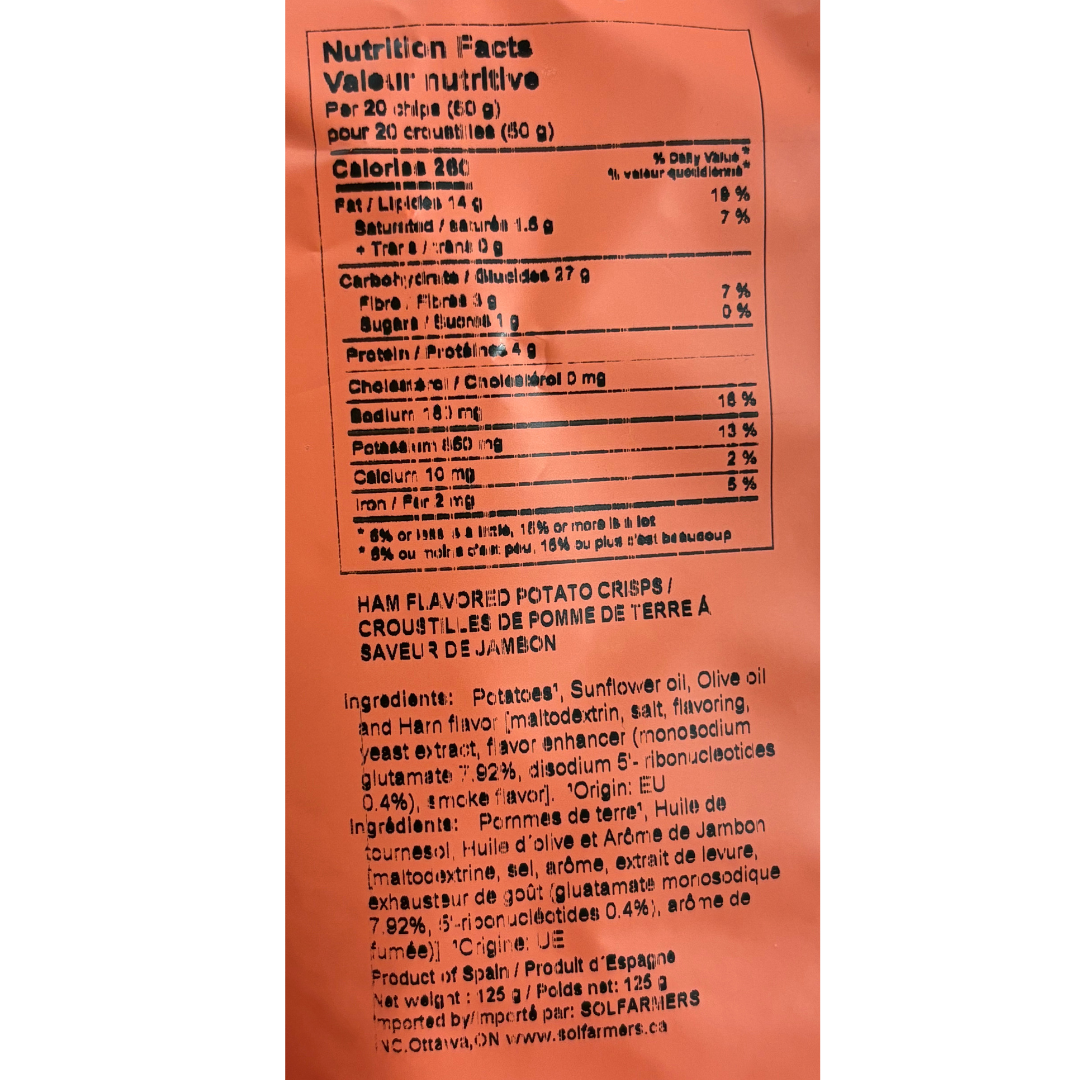 Nutrition Facts
Valeur nutritive
Per 20 chips (50 g)
pour 20 croustilles (50 g)
Calories
% Daily Value *
% valeur quotidienne*
Fat / Lipides 14 g 19 %
Saturated / saturés 1.5 g 7 %
+ Trans / trans 0 g
Carbohydrate / Glucides 27 g
Fibre / Fibres 3 g 7 %
Sugars / Sucres 1 g 0 %
Protein / Protéines 4 g
Cholesterol / Cholestérol 0 mg
Sodium mg 16 %
Potassium mg 13 %
Calcium 10 mg 2 %
Iron / Fer 2 mg 5 %
* 5% or less is a little, 15% or more is a lot
* 5% ou moins c'est peu, 15% ou plus c'est beaucoup
HAM FLAVORED POTATO CRISPS /
CROUSTILLES DE POMME DE TERRE À
SAVEUR DE JAMBON
Ingredients: Potatoes¹, Sunflower oil, Olive oil
and Ham flavor [maltodextrin, salt, flavoring,
yeast extract, flavor enhancer (monosodium
glutamate 7.92%, disodium 5'- ribonucleotides
0.4%), smoke flavor]. ¹Origin: EU
Ingrédients: Pommes de terre¹, Huile de
tournesol, Huile d'olive et Arôme de Jambon
[maltodextrine, sel, arôme, extrait de levure,
exhausteur de goût (gluatamate monosodique
7.92%, 5'-ribonucléotides 0.4%), arôme de
fumée)] ¹Origine: UE
Product of Spain / Produit d'Espagne
Net weight : 125 g / Poids net: 125 g
Imported by/importé par: SOLFARMERS
INC.Ottawa,ON www.solfarmers.ca